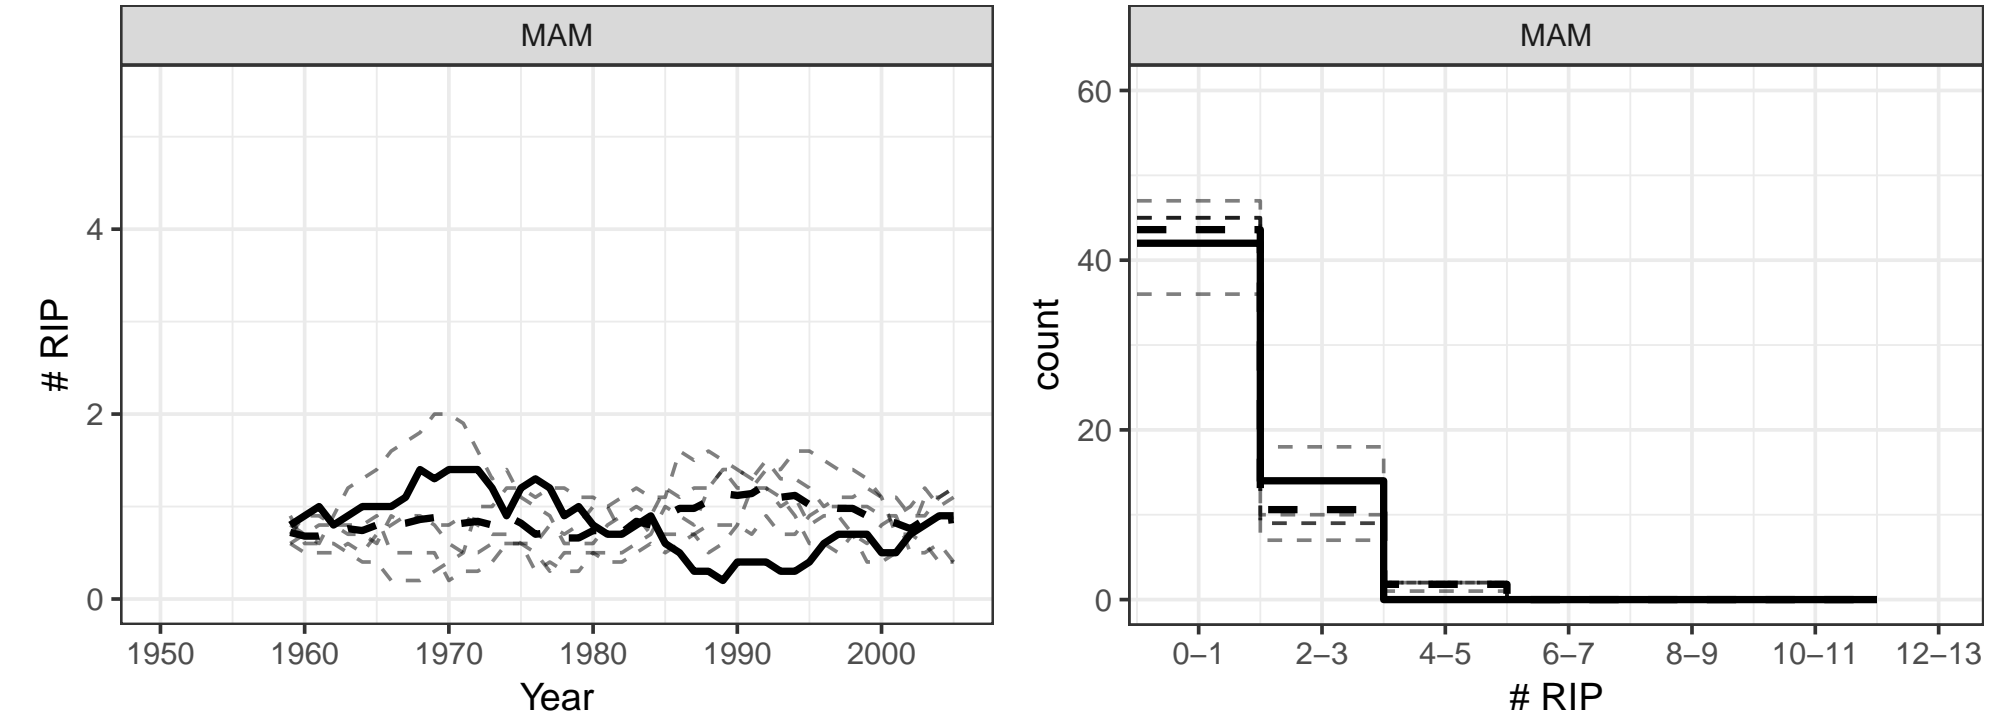 MAM
# RIP
4
2
0
1950 1960 1970 1980 1990 2000
Year
MAM
count
60
40
20
0
0–1 2–3 4–5 6–7 8–9 10–11 12–13
# RIP